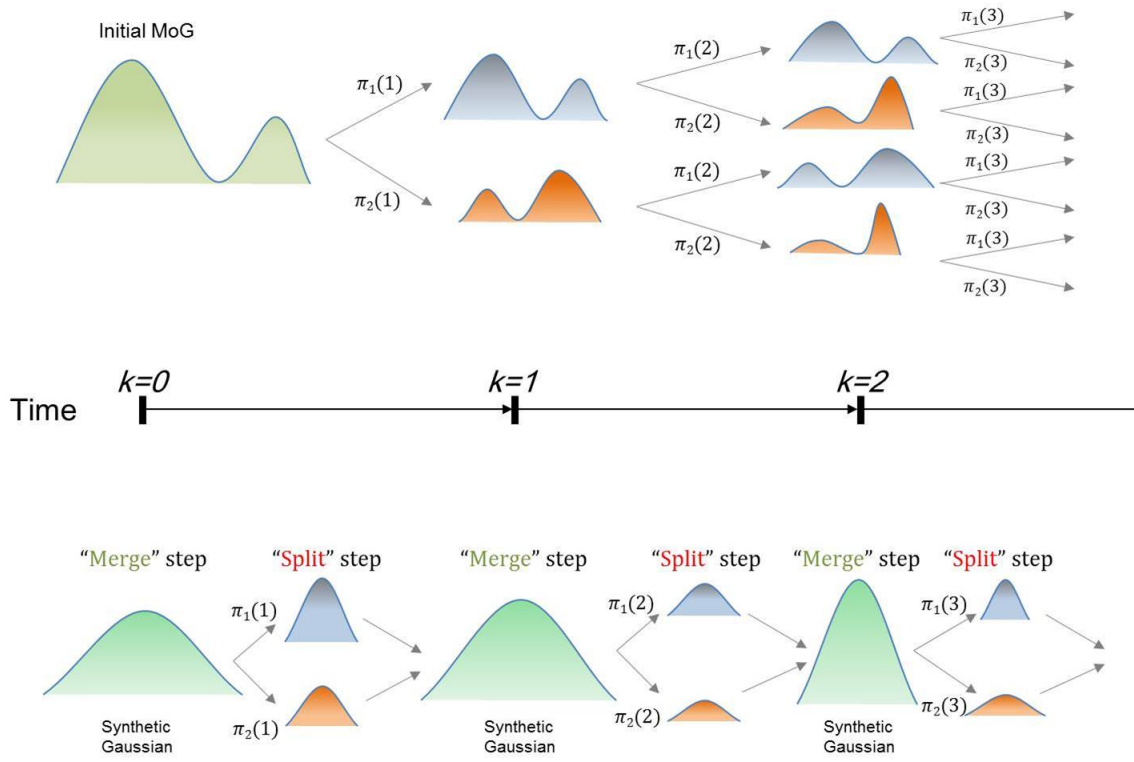 Initial MoG
π₁(1)
π₂(1)
π₁(2)
π₂(2)
π₁(2)
π₂(2)
π₁(3)
π₂(3)
π₁(3)
π₂(3)
π₁(3)
π₂(3)
π₁(3)
π₂(3)
k=0
k=1
k=2
Time
“Merge” step
“Split” step
“Merge” step
“Split” step
“Merge” step
“Split” step
π₁(1)
π₂(1)
π₁(2)
π₂(2)
π₁(3)
π₂(3)
Synthetic
Gaussian
Synthetic
Gaussian
Synthetic
Gaussian